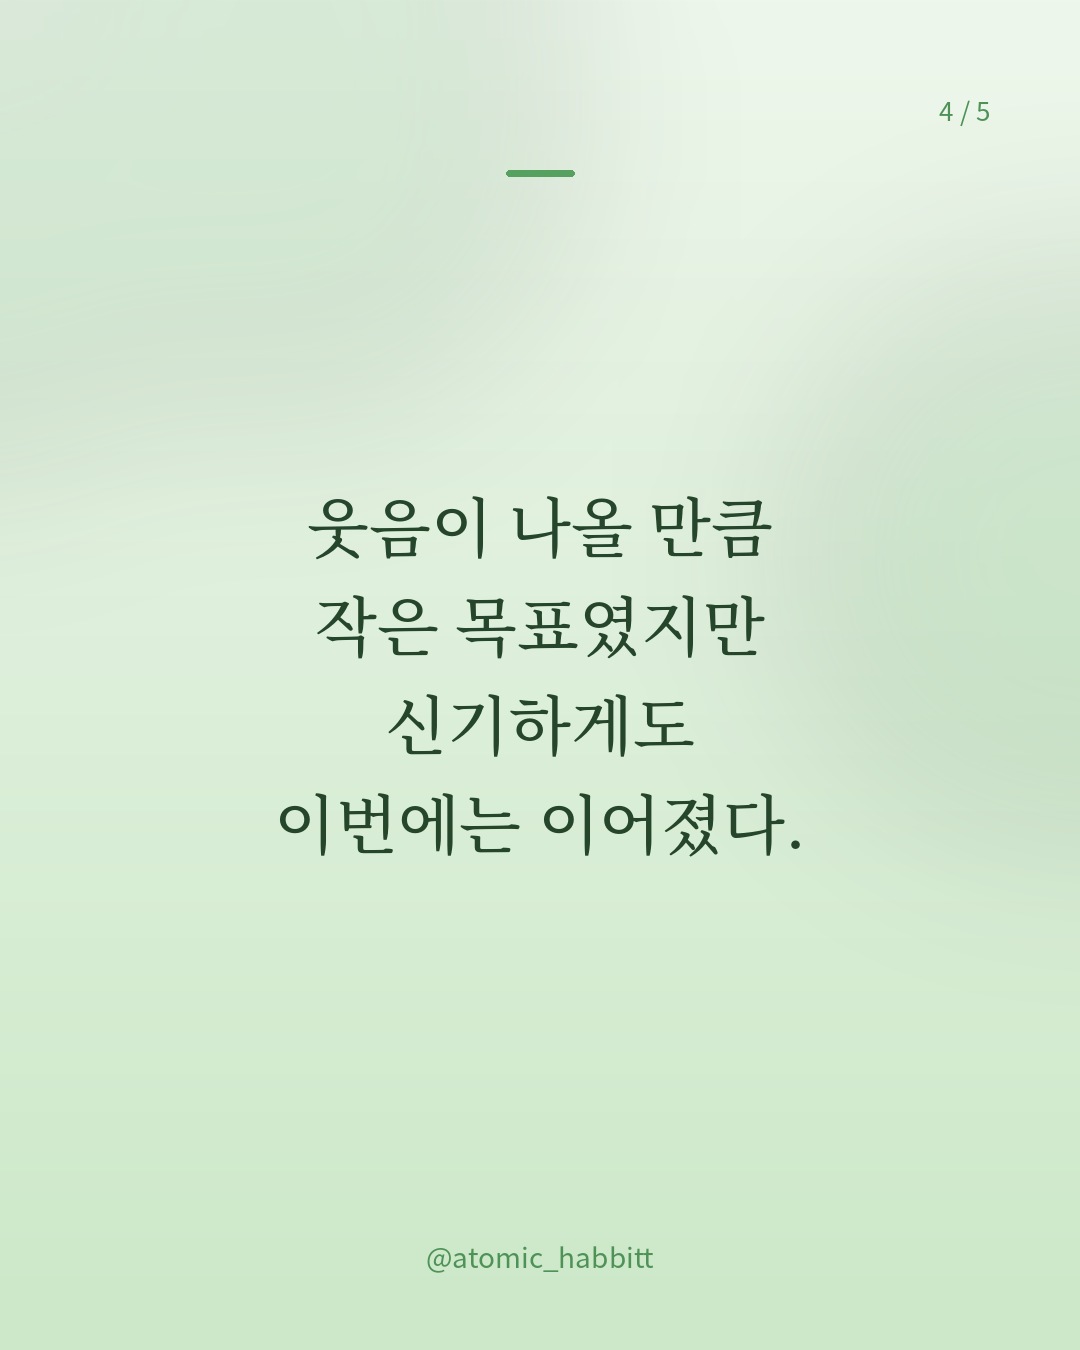 4 / 5
웃음이 나올 만큼
작은 목표였지만
신기하게도
이번에는 이어졌다.
@atomic_habbitt